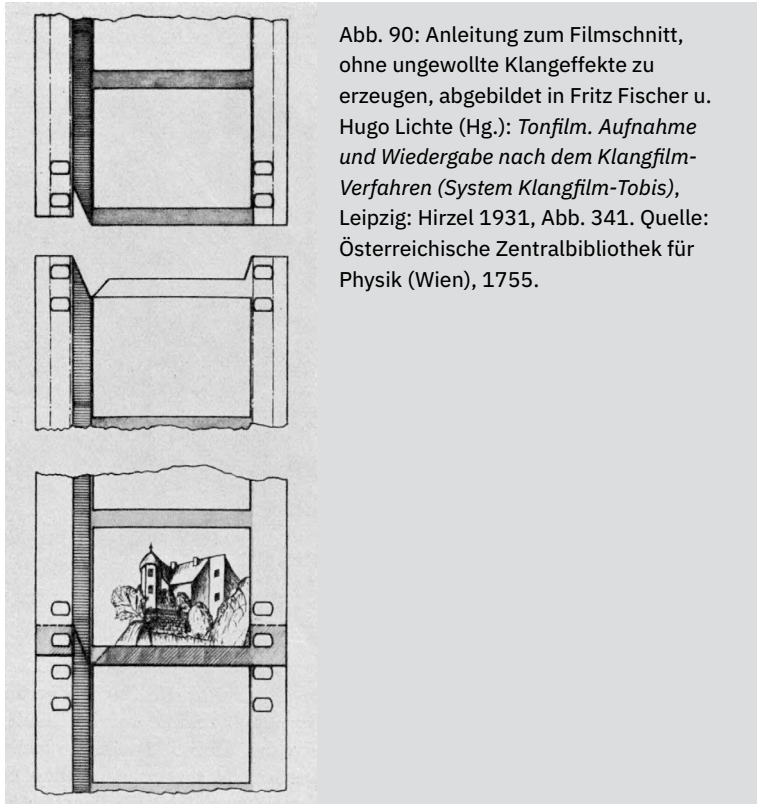 Abb. 90: Anleitung zum Filmschnitt,
ohne ungewollte Klangeffekte zu
erzeugen, abgebildet in Fritz Fischer u.
Hugo Lichte (Hg.): Tonfilm. Aufnahme
und Wiedergabe nach dem Klangfilm-
Verfahren (System Klangfilm-Tobis),
Leipzig: Hirzel 1931, Abb. 341. Quelle:
Österreichische Zentralbibliothek für
Physik (Wien), 1755.